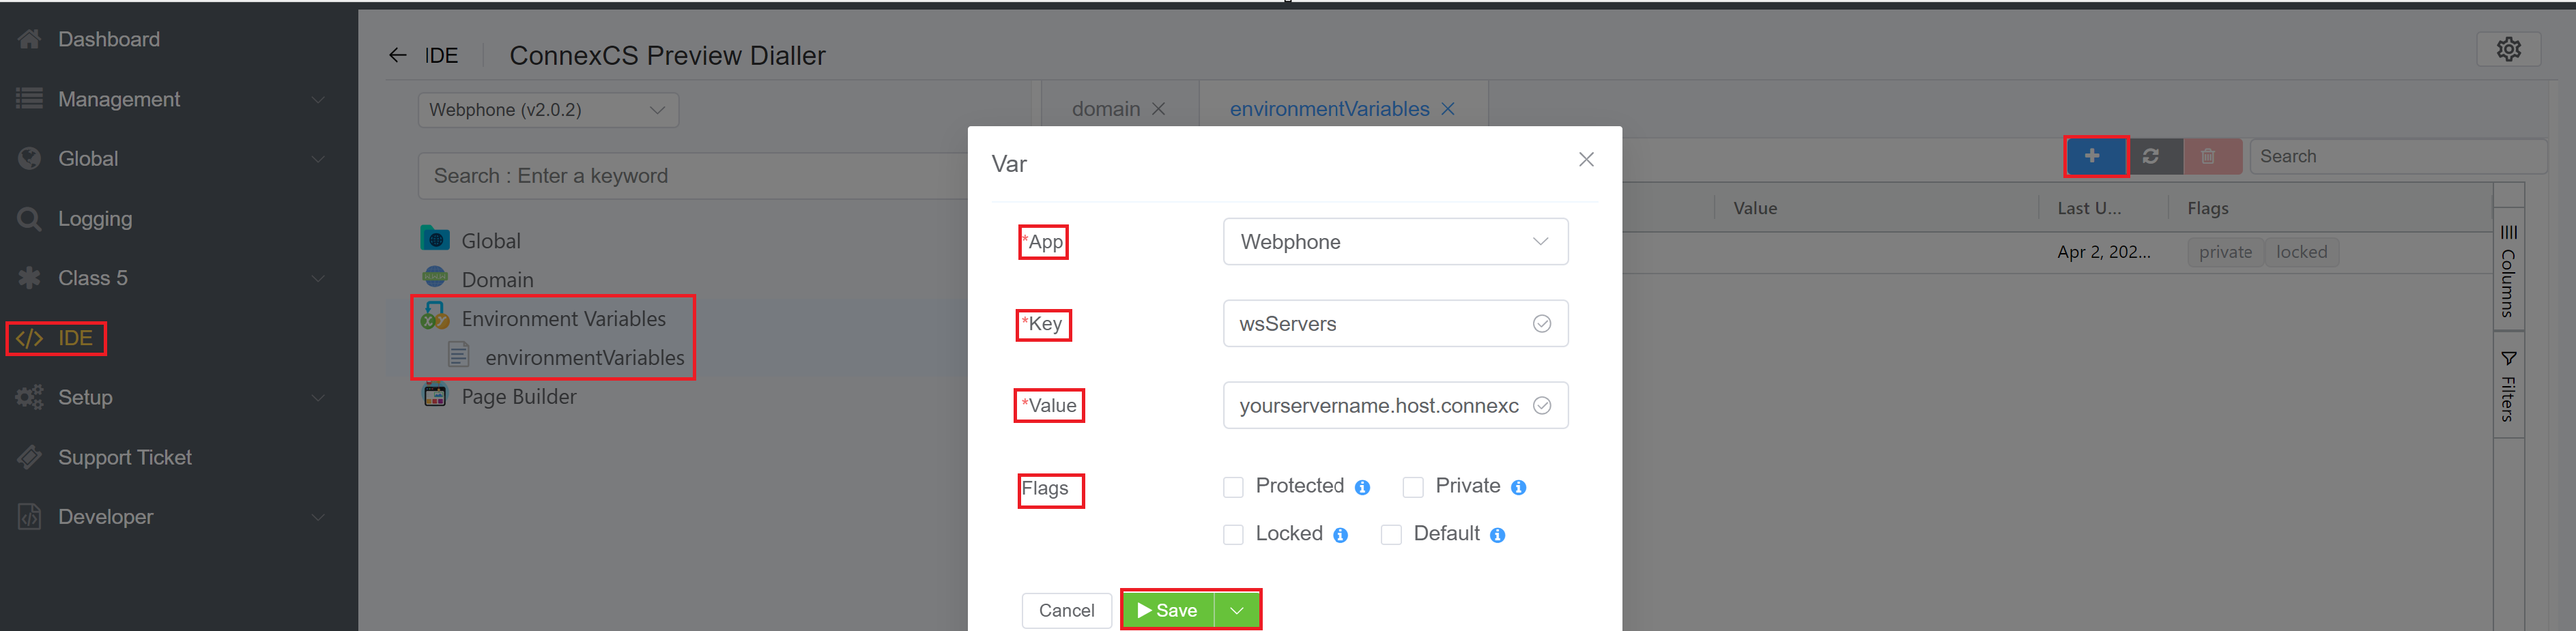 Dashboard
Management
Global
Logging
Class 5
</> IDE
Setup
Support Ticket
Developer
IDE
ConnexCS Preview Dialler
Webphone (v2.0.2)
Search : Enter a keyword
Global
Domain
Environment Variables
environmentVariables
Page Builder
domain
environmentVariables
Search
Value
Last U...
Flags
Apr 2, 202...
private
locked
Columns
Filters
Var
*App
Webphone
*Key
wsServers
*Value
yourservername.host.connexc
Flags
Protected
Private
Locked
Default
Cancel
Save